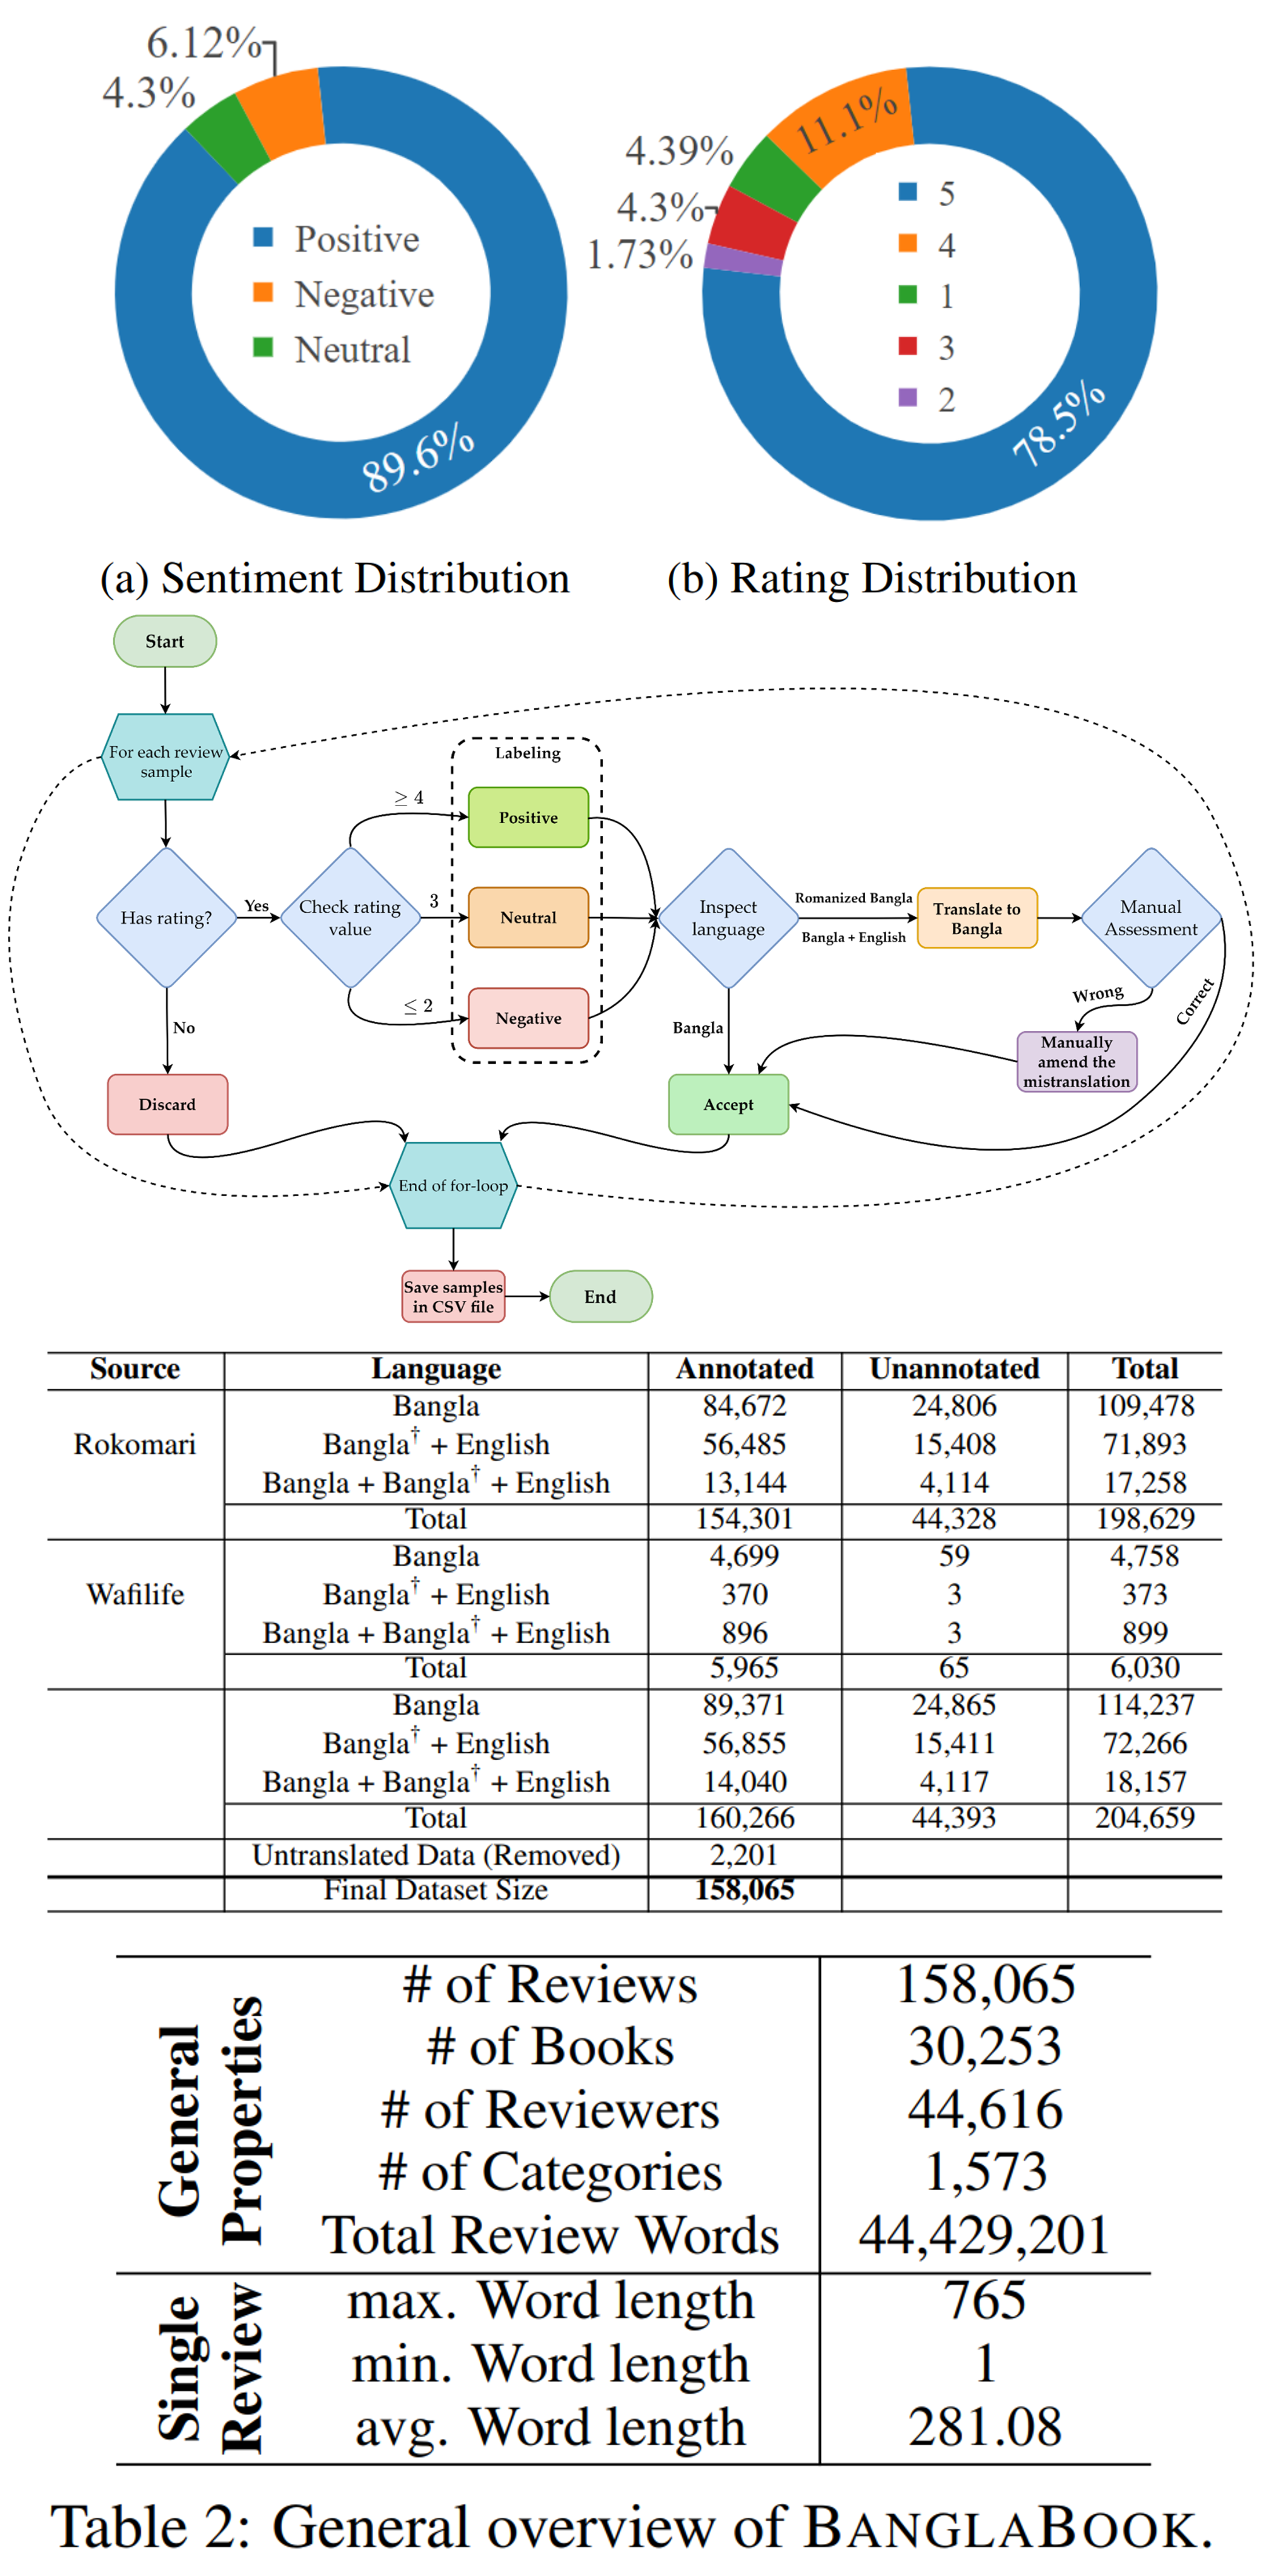 6.12%
4.3%
Positive
Negative
Neutral
89.6%
(a) Sentiment Distribution
11.1%
4.39%
4.3%
1.73%
5
4
1
3
2
78.5%
(b) Rating Distribution
Start
For each review
sample
Has rating?
Yes
No
Discard
Check rating
value
≥ 4
3
≤ 2
Labeling
Positive
Neutral
Negative
Inspect
language
Romanized Bangla
Bangla + English
Bangla
Translate to
Bangla
Manual
Assessment
Wrong
Correct
Manually
amend the
mistranslation
Accept
End of for-loop
Save samples
in CSV file
End
Source Language Annotated Unannotated Total
Bangla 84,672 24,806 109,478
Rokomari Bangla† + English 56,485 15,408 71,893
Bangla + Bangla† + English 13,144 4,114 17,258
Total 154,301 44,328 198,629
Bangla 4,699 59 4,758
Wafilife Bangla† + English 370 3 373
Bangla + Bangla† + English 896 3 899
Total 5,965 65 6,030
Bangla 89,371 24,865 114,237
Bangla† + English 56,855 15,411 72,266
Bangla + Bangla† + English 14,040 4,117 18,157
Total 160,266 44,393 204,659
Untranslated Data (Removed) 2,201
Final Dataset Size 158,065
General
Properties
# of Reviews 158,065
# of Books 30,253
# of Reviewers 44,616
# of Categories 1,573
Total Review Words 44,429,201
Single
Review
max. Word length 765
min. Word length 1
avg. Word length 281.08
Table 2: General overview of BANGLABOOK.